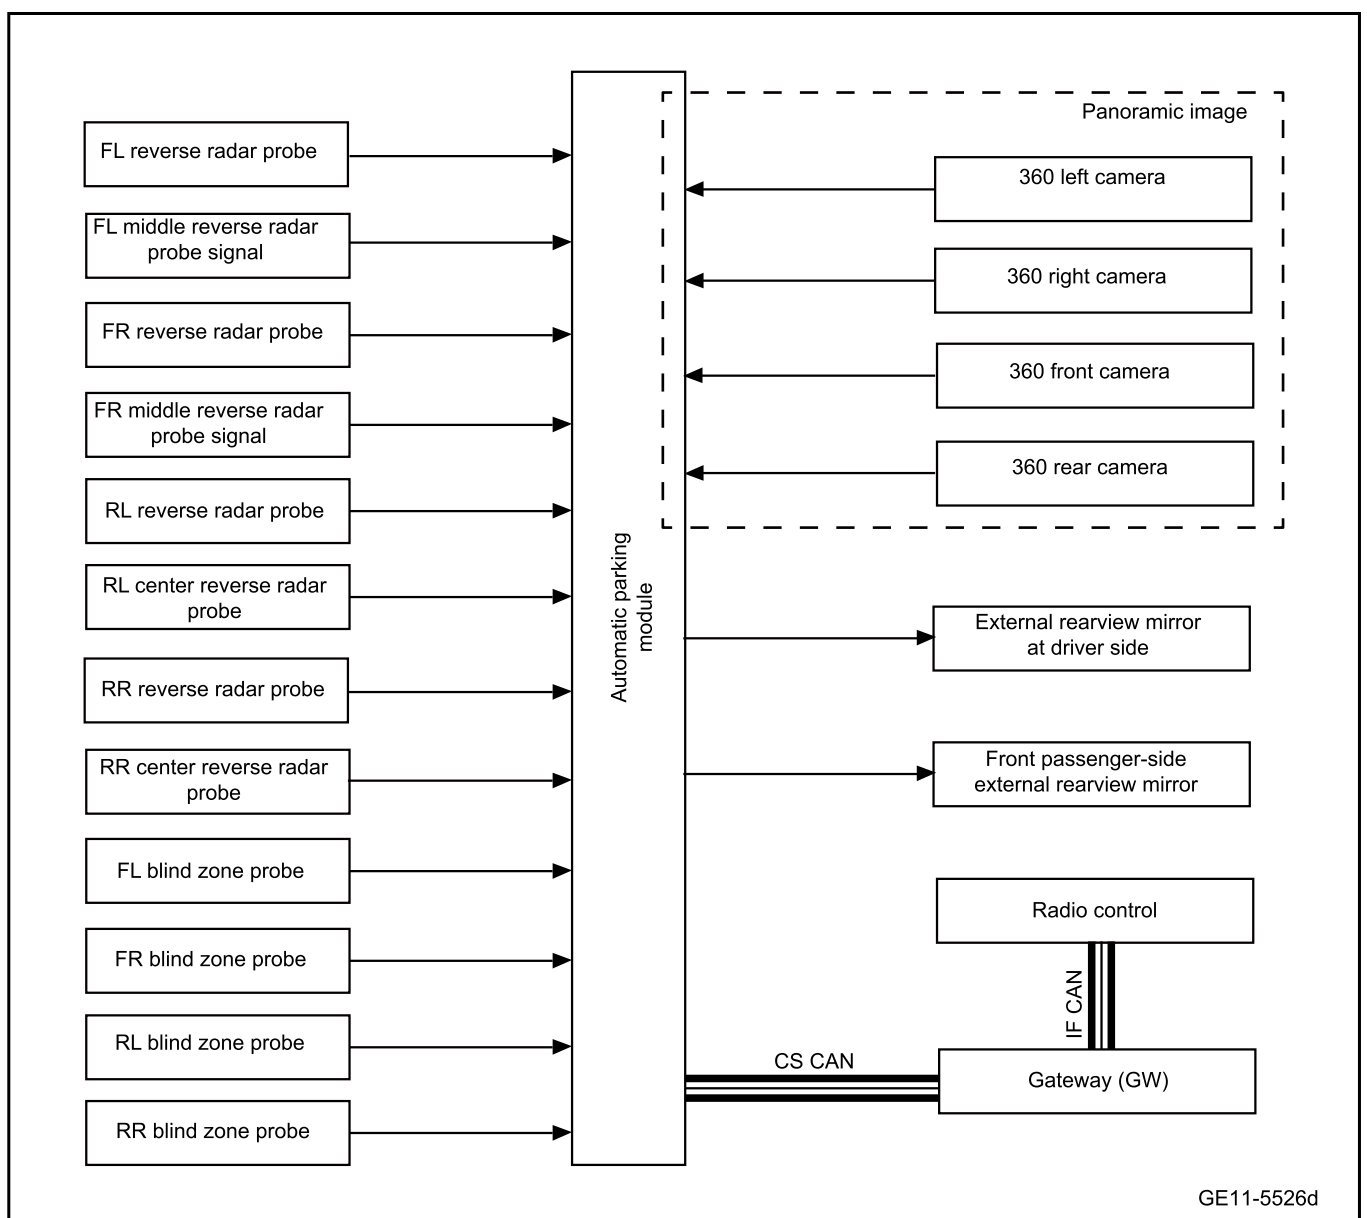 FL reverse radar probe
FL middle reverse radar
probe signal
FR reverse radar probe
FR middle reverse radar
probe signal
RL reverse radar probe
RL center reverse radar
probe
RR reverse radar probe
RR center reverse radar
probe
FL blind zone probe
FR blind zone probe
RL blind zone probe
RR blind zone probe
Automatic parking
module
Panoramic image
360 left camera
360 right camera
360 front camera
360 rear camera
External rearview mirror
at driver side
Front passenger-side
external rearview mirror
Radio control
IF CAN
CS CAN
Gateway (GW)
GE11-5526d